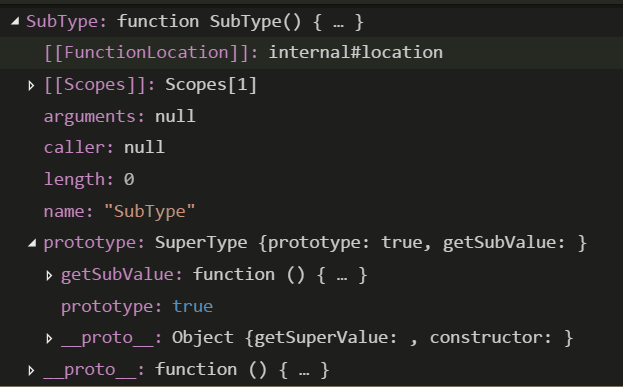 SubType: function SubType() { … }
[[FunctionLocation]]: internal#location
[[Scopes]]: Scopes[1]
arguments: null
caller: null
length: 0
name: "SubType"
prototype: SuperType {prototype: true, getSubValue: }
getSubValue: function () { … }
prototype: true
__proto__: Object {getSuperValue: , constructor: }
__proto__: function () { … }